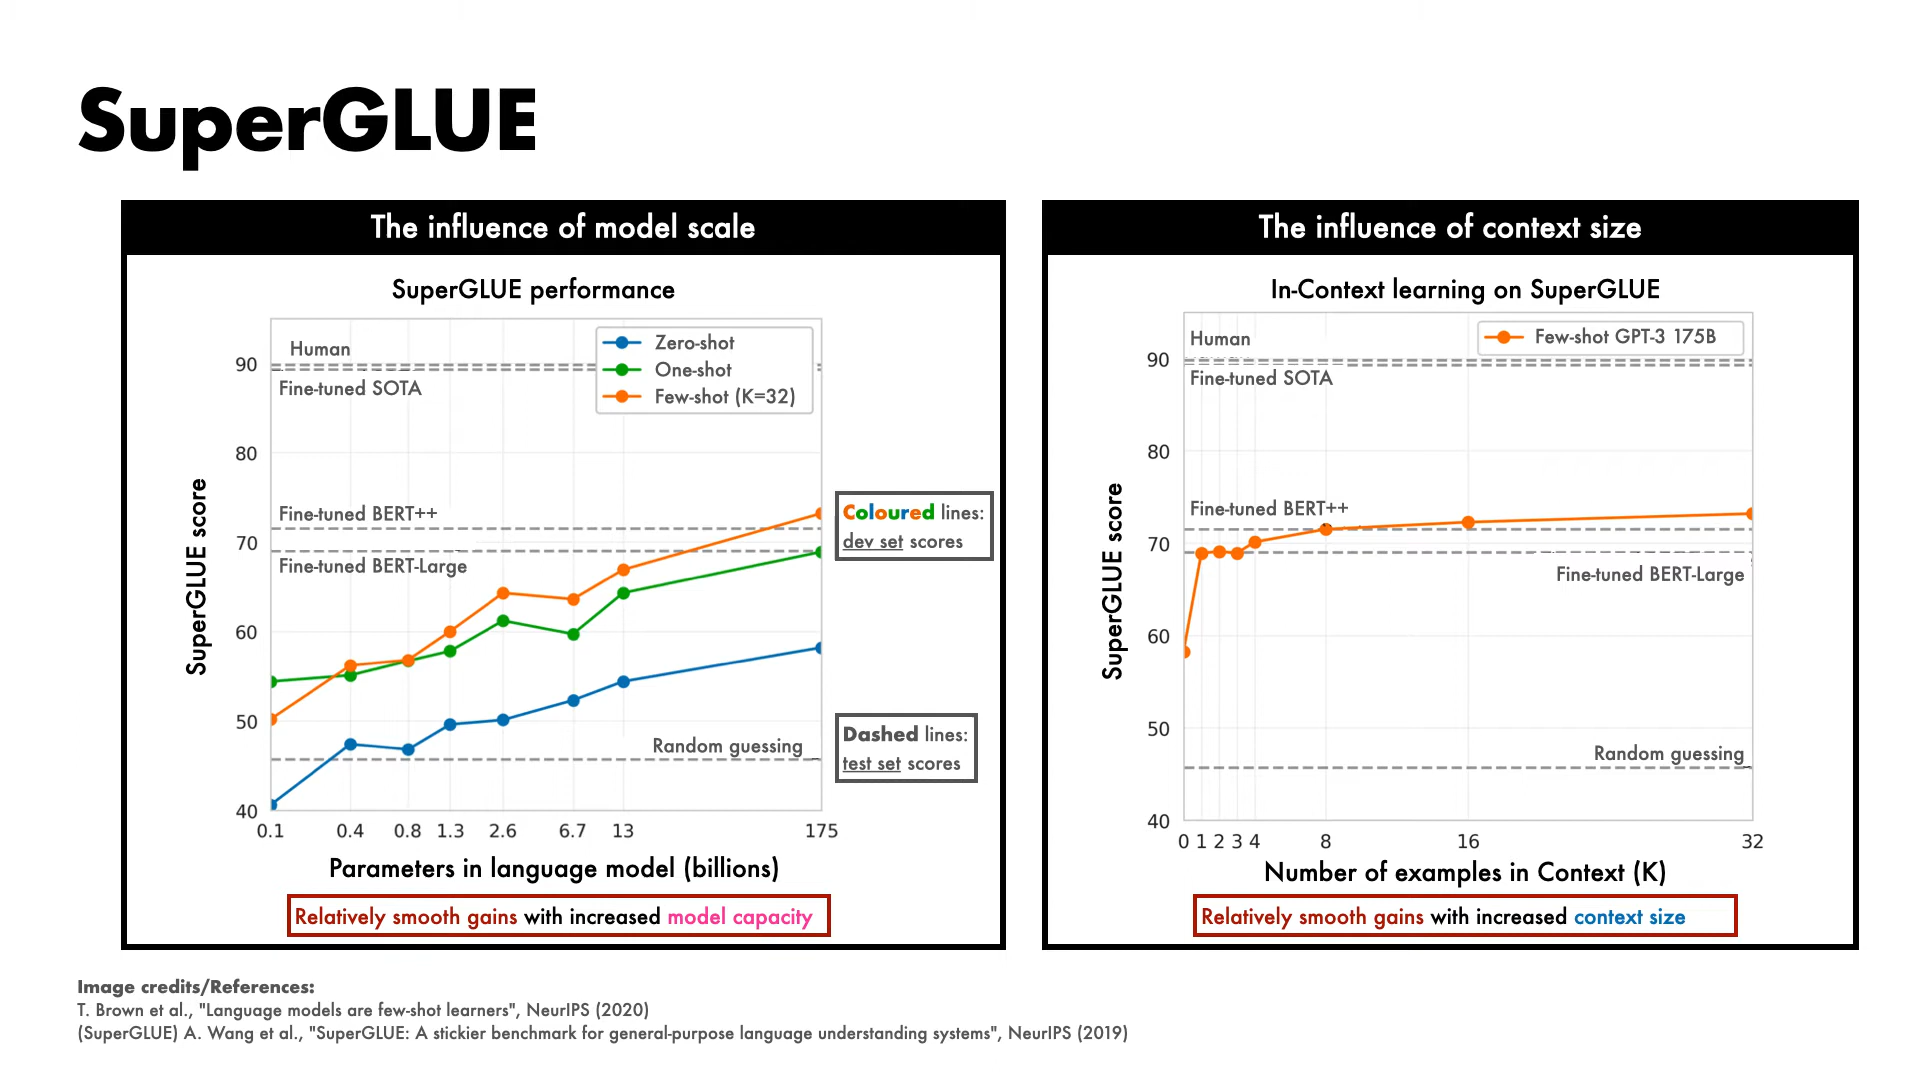 SuperGLUE
The influence of model scale
SuperGLUE performance
Human
Fine-tuned SOTA
Fine-tuned BERT++
Fine-tuned BERT-Large
Random guessing
Zero-shot
One-shot
Few-shot (K=32)
90
80
70
60
50
40
SuperGLUE score
0.1 0.4 0.8 1.3 2.6 6.7 13 175
Parameters in language model (billions)
Coloured lines:
dev set scores
Dashed lines:
test set scores
Relatively smooth gains with increased model capacity
The influence of context size
In-Context learning on SuperGLUE
Human
Fine-tuned SOTA
Few-shot GPT-3 175B
Fine-tuned BERT++
Fine-tuned BERT-Large
Random guessing
90
80
70
60
50
40
SuperGLUE score
0 1 2 3 4 8 16 32
Number of examples in Context (K)
Relatively smooth gains with increased context size
Image credits/References:
T. Brown et al., "Language models are few-shot learners", NeurIPS (2020)
(SuperGLUE) A. Wang et al., "SuperGLUE: A stickier benchmark for general-purpose language understanding systems", NeurIPS (2019)